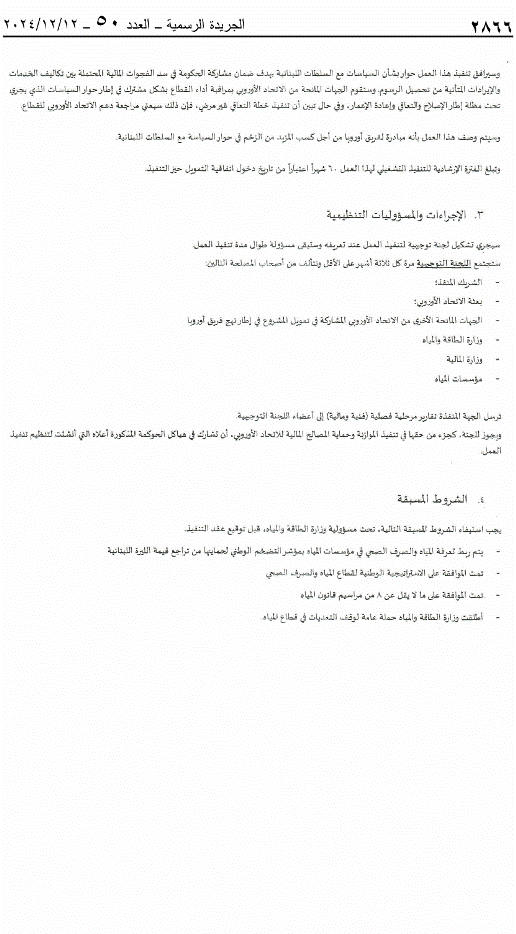 ٢٨٦٦ الجريدة الرسمية – العدد ٥٠ – ٢٠٢٤/١٢/١٢
وسيرافق تنفيذ هذا العمل حوار بشأن السياسات مع السلطات اللبنانية بهدف ضمان مشاركة الحكومة في سد الفجوات المالية المحتملة بين تكاليف الخدمات
والإيرادات المتأتية من تحصيل الرسوم. وستقوم الجهات المانحة من الاتحاد الأوروبي بمراقبة أداء القطاع بشكل مشترك في إطار حوار السياسات الذي يجري
تحت مظلة إطار الإصلاح والتعافي وإعادة الإعمار. وفي حال تبين أن تنفيذ خطة التعافي غير مرضٍ، فإن ذلك سيعني مراجعة دعم الاتحاد الأوروبي للقطاع.
وسيتم وصف هذا العمل بأنه مبادرة لفريق أوروبا من أجل كسب المزيد من الزخم في حوار السياسة مع السلطات اللبنانية.
وتبلغ الفترة الإرشادية للتنفيذ التشغيلي لهذا العمل ٦٠ شهراً اعتباراً من تاريخ دخول اتفاقية التمويل حيز التنفيذ.
٣. الإجراءات والمسؤوليات التنظيمية
سيجري تشكيل لجنة توجيهية لتنفيذ العمل عند تعريفه وستبقى مسؤولة طوال مدة تنفيذ العمل.
ستجتمع اللجنة التوجيهية مرة كل ثلاثة أشهر على الأقل وتتألف من أصحاب المصلحة التالين:
- الشريك المنفذ؛
- بعثة الاتحاد الأوروبي؛
- الجهات المانحة الأخرى من الاتحاد الأوروبي المشاركة في تمويل المشروع في إطار نهج فريق أوروبا
- وزارة الطاقة والمياه
- وزارة المالية
- مؤسسات المياه
ترسل الجهة المنفذة تقارير مرحلية فصلية (فنية ومالية) إلى أعضاء اللجنة التوجيهية.
ويجوز للجنة، كجزء من حقها في تنفيذ الموازنة وحماية المصالح المالية للاتحاد الأوروبي، أن تشارك في هياكل الحوكمة المذكورة أعلاه التي أنشئت لتنظيم تنفيذ
العمل.
٤. الشروط المسبقة
يجب استيفاء الشروط المسبقة التالية، تحت مسؤولية وزارة الطاقة والمياه، قبل توقيع عقد التنفيذ.
- يتم ربط تعرفة المياه والصرف الصحي في مؤسسات المياه بمؤشر التضخم الوطني لحمايتها من تراجع قيمة الليرة اللبنانية
- تمت الموافقة على الاستراتيجية الوطنية لقطاع المياه والصرف الصحي
- تمت الموافقة على ما لا يقل عن ٨ من مراسيم قانون المياه
- أطلقت وزارة الطاقة والمياه حملة عامة لوقف التعديات في قطاع المياه.